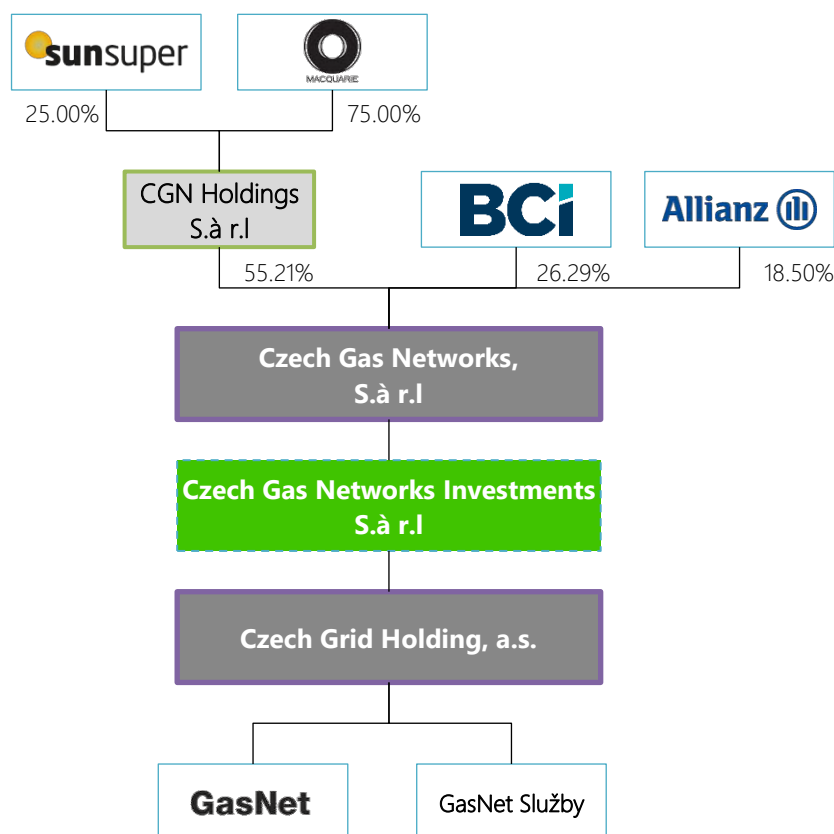 sunsuper
MACQUARIE
25.00%
75.00%
CGN Holdings
S.à r.l
BCi
Allianz
55.21%
26.29%
18.50%
Czech Gas Networks,
S.à r.l
Czech Gas Networks Investments
S.à r.l
Czech Grid Holding, a.s.
GasNet
GasNet Služby